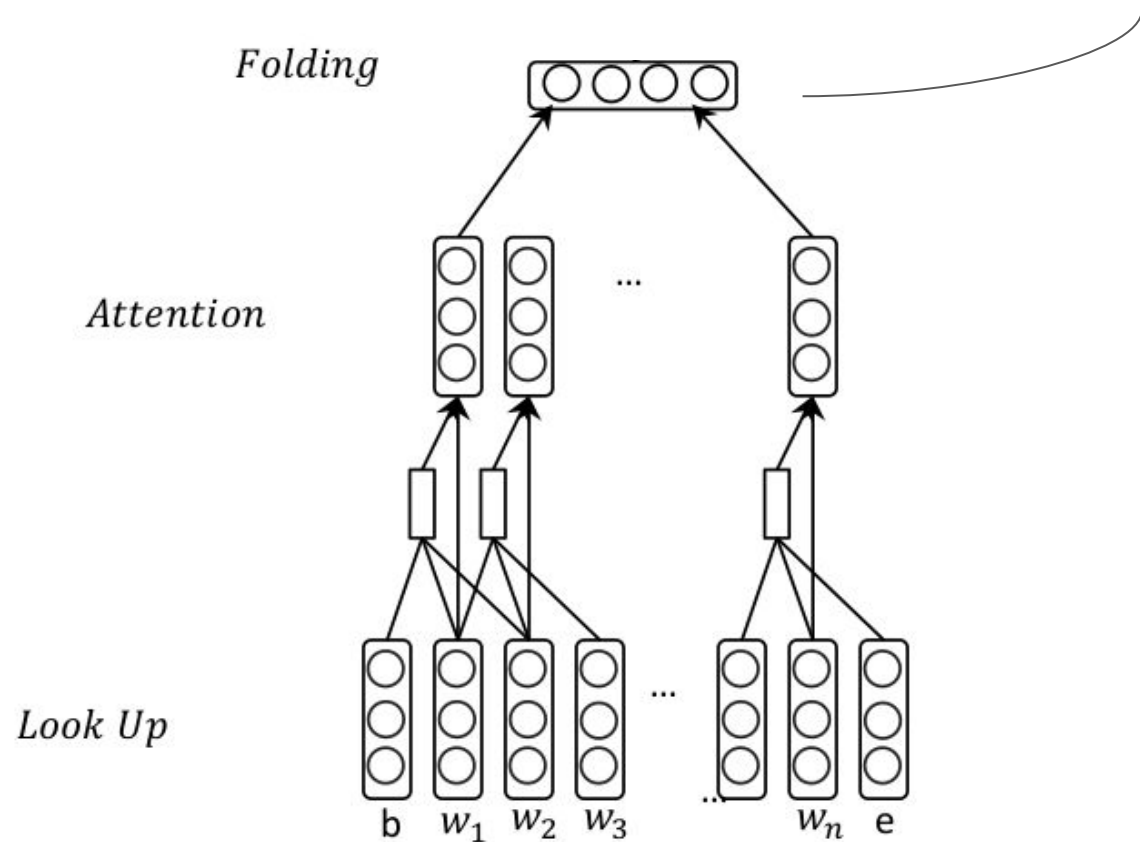 Folding
Attention
...
Look Up
...
...
b w₁ w₂ w₃ wₙ e